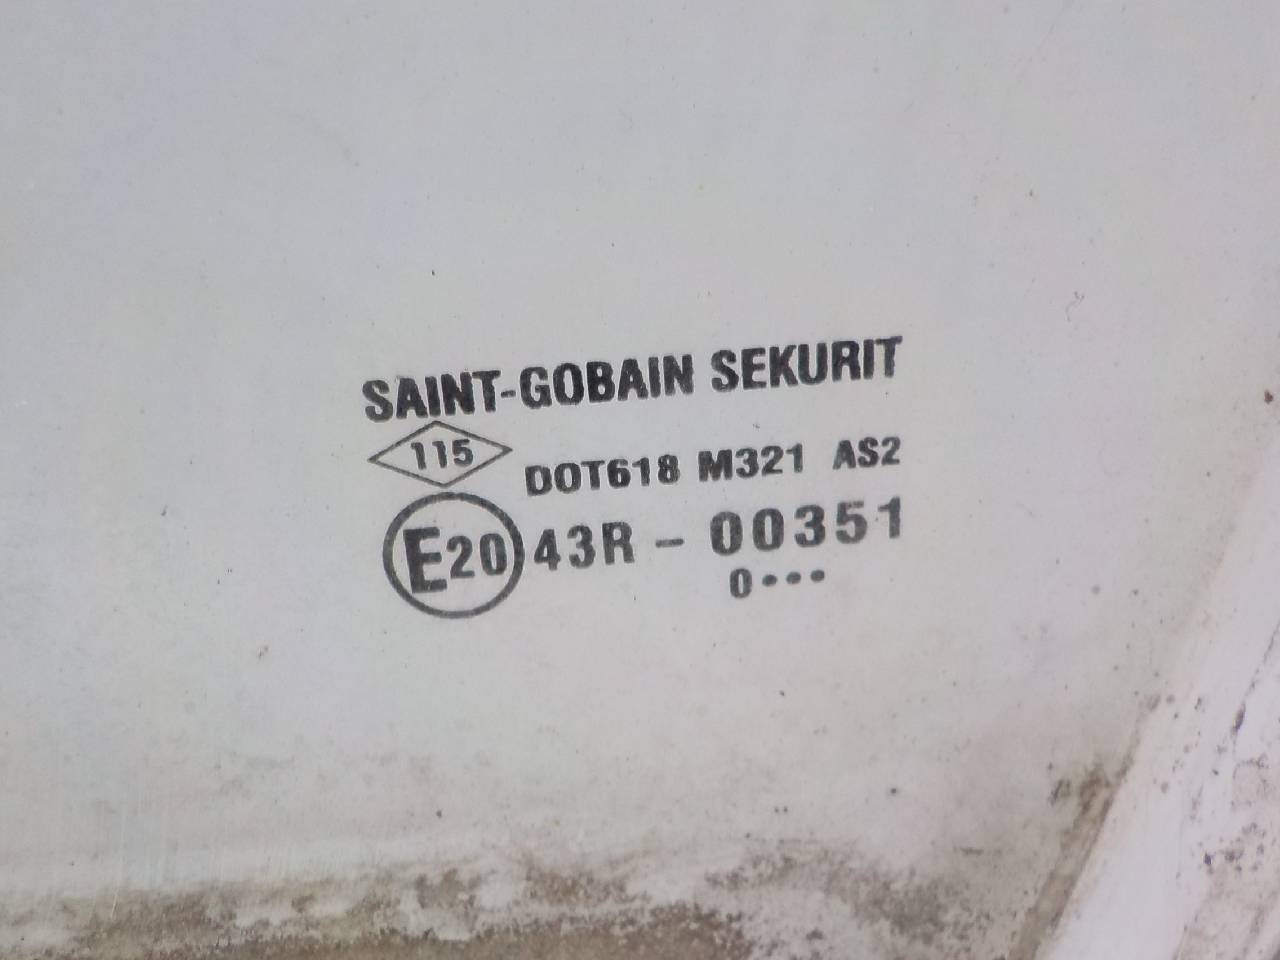 SAINT-GOBAIN SEKURIT
115 DOT618 M321 AS2
E20 43R - 00351
0•••